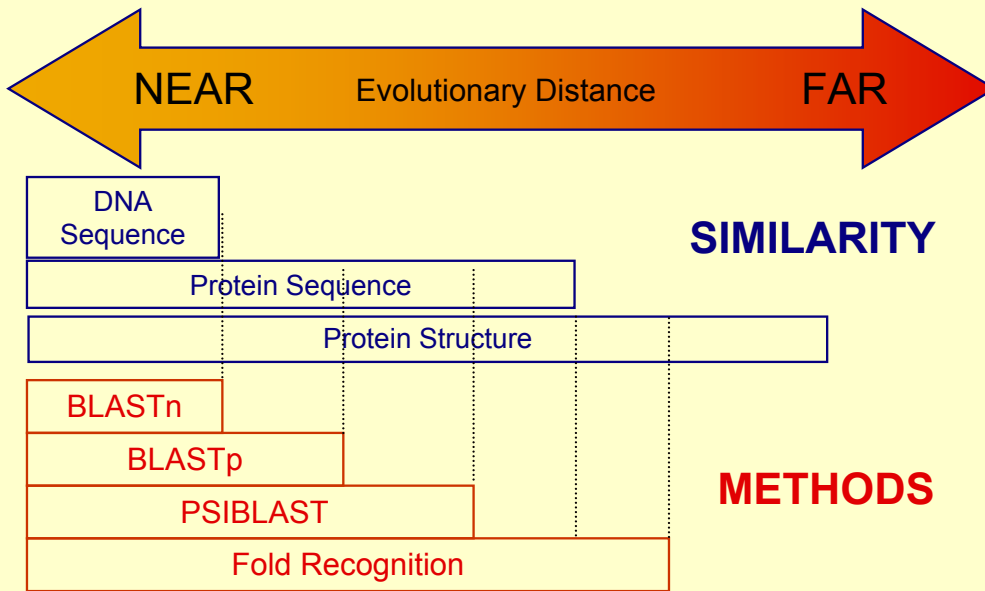 NEAR Evolutionary Distance FAR
DNA
Sequence
SIMILARITY
Protein Sequence
Protein Structure
BLASTn
BLASTp
METHODS
PSIBLAST
Fold Recognition